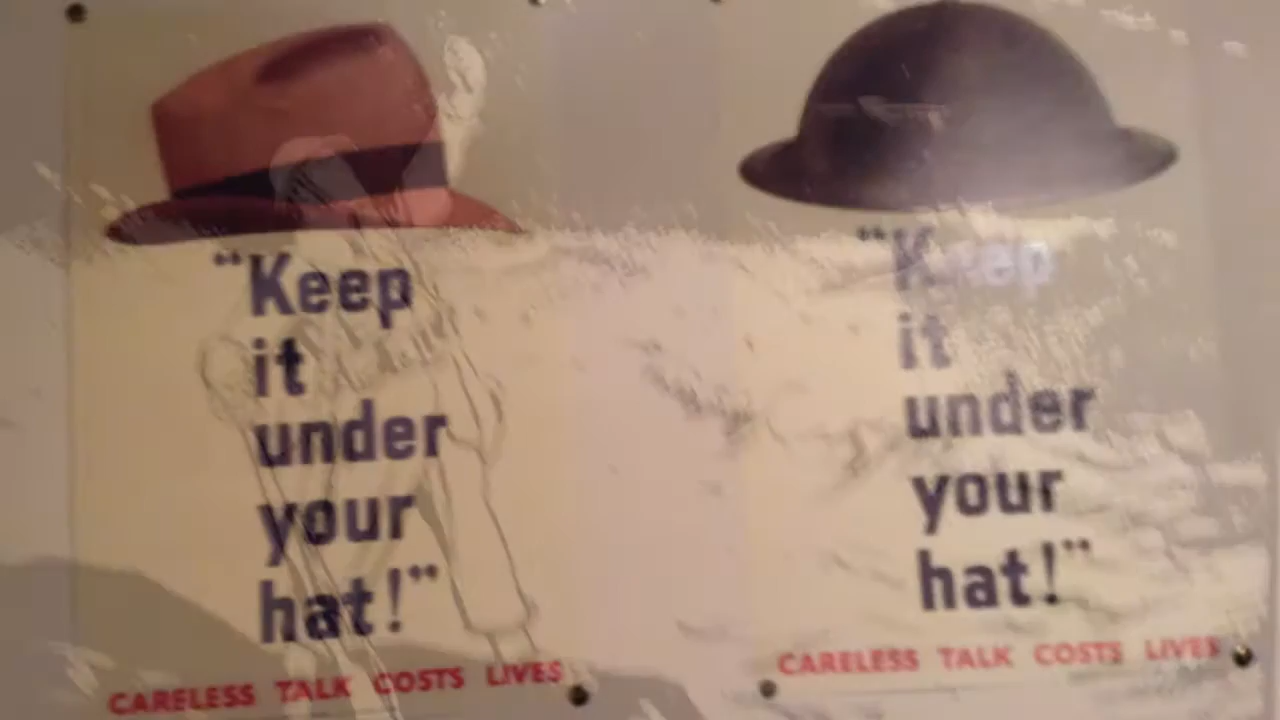 "Keep
it
under
your
hat!"
CARELESS TALK COSTS LIVES
"Keep
it
under
your
hat!"
CARELESS TALK COSTS LIVES